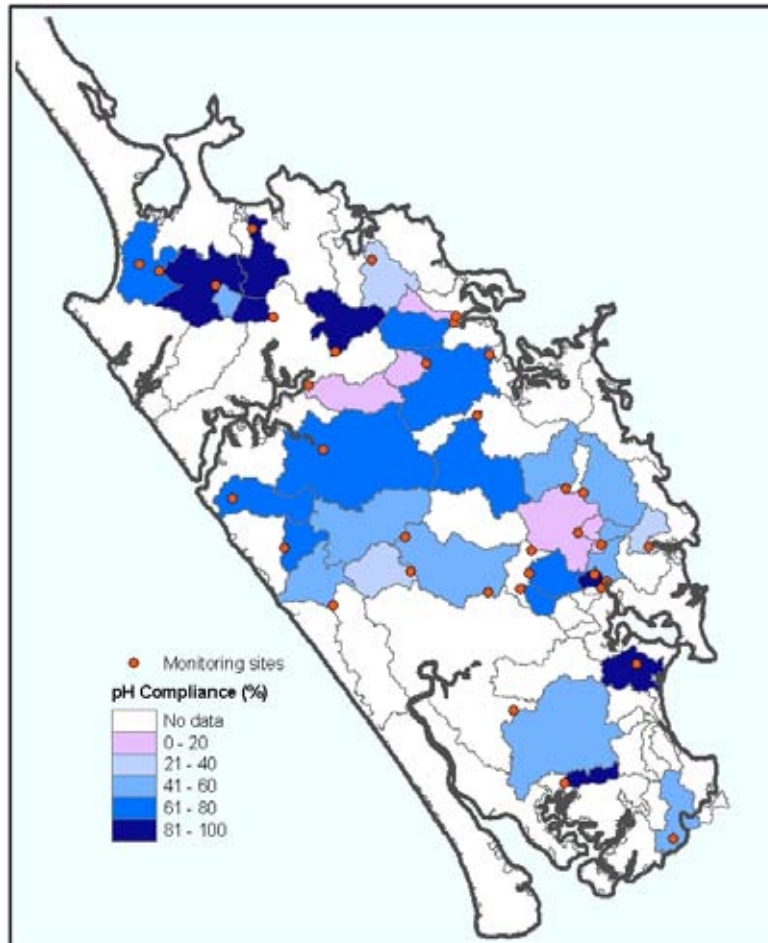 Monitoring sites
pH Compliance (%)
No data
0 - 20
21 - 40
41 - 60
61 - 80
81 - 100